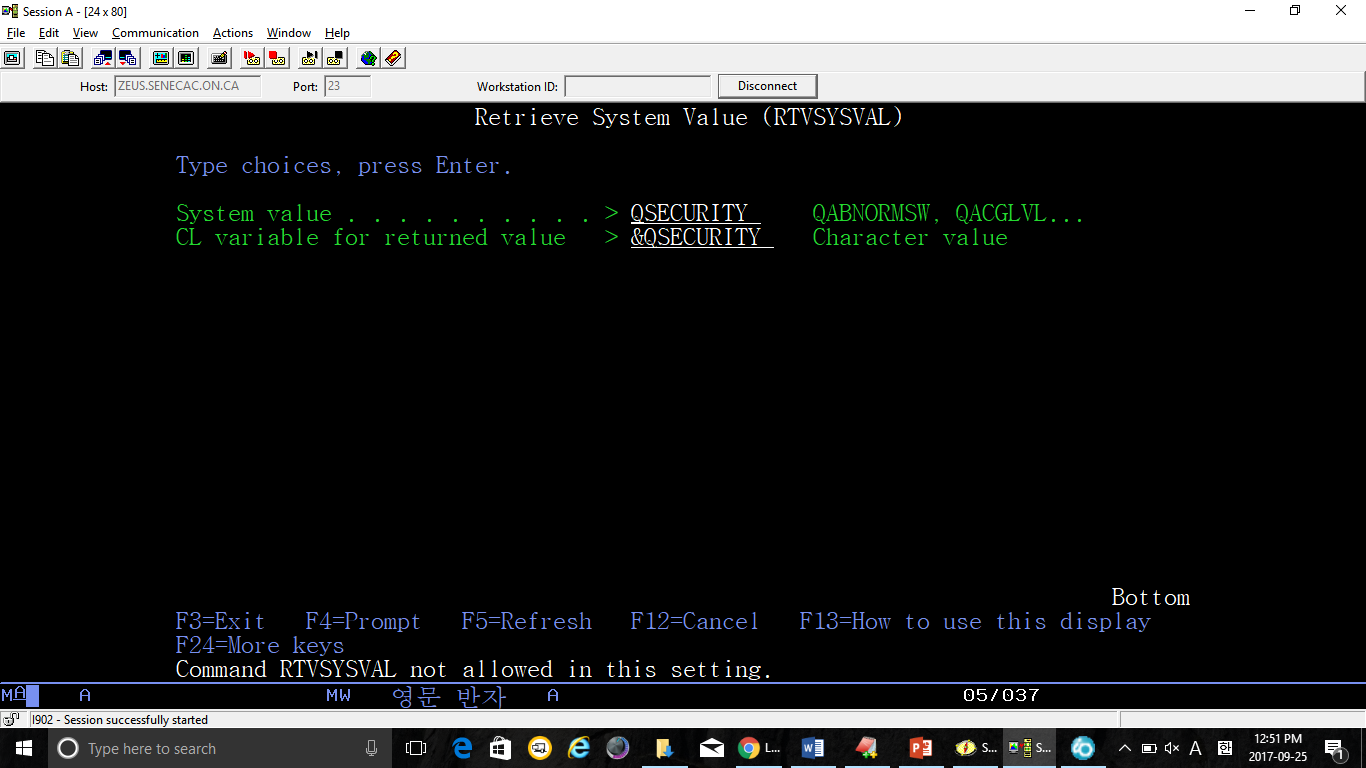 Session A - [24 x 80]
File Edit View Communication Actions Window Help
Host: ZEUS.SENECAC.ON.CA Port: 23 Workstation ID: Disconnect
Retrieve System Value (RTVSYSVAL)
Type choices, press Enter.
System value . . . . . . . . . . > QSECURITY QABNORMSW, QACGLVL...
CL variable for returned value > &QSECURITY Character value
Bottom
F3=Exit F4=Prompt F5=Refresh F12=Cancel F13=How to use this display
F24=More keys
Command RTVSYSVAL not allowed in this setting.
MA A MW 영문 반자 A 05/037
I902 - Session successfully started
Type here to search L... S... S... A 한 12:51 PM
2017-09-25 1